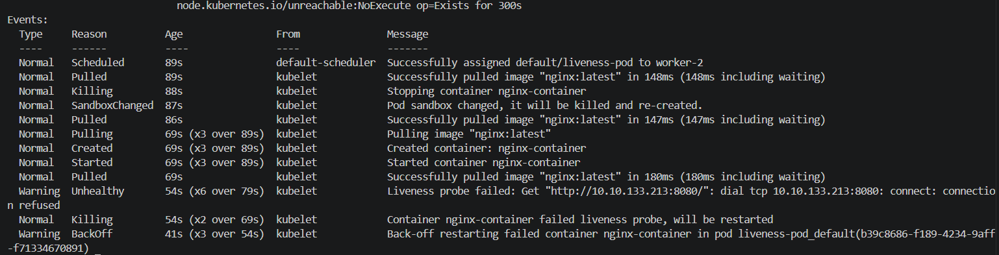 node.kubernetes.io/unreachable:NoExecute op=Exists for 300s
Events:
Type Reason Age From Message
---- ------ ---- ---- -------
Normal Scheduled 89s default-scheduler Successfully assigned default/liveness-pod to worker-2
Normal Pulled 89s kubelet Successfully pulled image "nginx:latest" in 148ms (148ms including waiting)
Normal Killing 88s kubelet Stopping container nginx-container
Normal SandboxChanged 87s kubelet Pod sandbox changed, it will be killed and re-created.
Normal Pulled 86s kubelet Successfully pulled image "nginx:latest" in 147ms (147ms including waiting)
Normal Pulling 69s (x3 over 89s) kubelet Pulling image "nginx:latest"
Normal Created 69s (x3 over 89s) kubelet Created container: nginx-container
Normal Started 69s (x3 over 89s) kubelet Started container nginx-container
Normal Pulled 69s kubelet Successfully pulled image "nginx:latest" in 180ms (180ms including waiting)
Warning Unhealthy 54s (x6 over 79s) kubelet Liveness probe failed: Get "http://10.10.133.213:8080/": dial tcp 10.10.133.213:8080: connect: connectio
n refused
Normal Killing 54s (x2 over 69s) kubelet Container nginx-container failed liveness probe, will be restarted
Warning BackOff 41s (x3 over 54s) kubelet Back-off restarting failed container nginx-container in pod liveness-pod_default(b39c8686-f189-4234-9aff
-f71334670891)